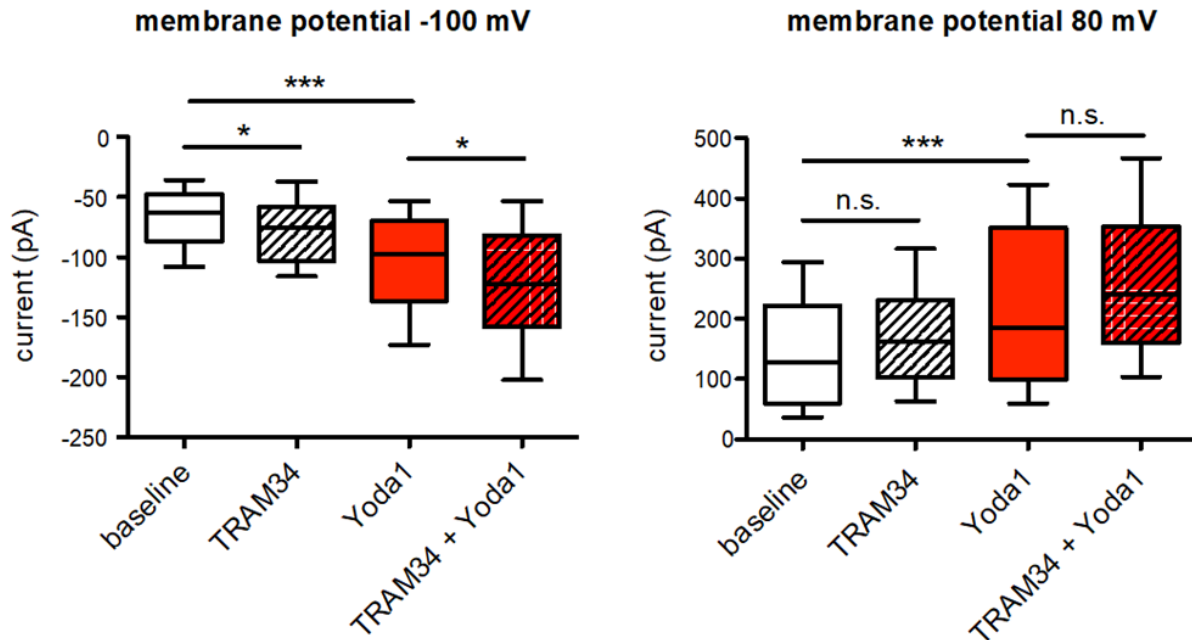 membrane potential -100 mV
***
*
*
0
-50
-100
-150
-200
-250
current (pA)
baseline
TRAM34
Yoda1
TRAM34 + Yoda1
membrane potential 80 mV
n.s.
***
n.s.
500
400
300
200
100
0
current (pA)
baseline
TRAM34
Yoda1
TRAM34 + Yoda1